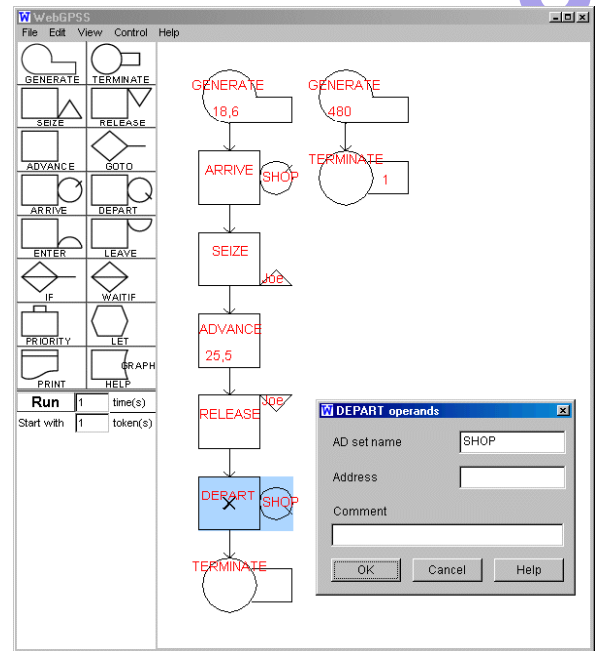 WebGPSS
File Edit View Control Help
GENERATE TERMINATE
SEIZE RELEASE
ADVANCE GOTO
ARRIVE DEPART
ENTER LEAVE
IF WAITIF
PRIORITY LET
PRINT HELP GRAPH
Run 1 time(s)
Start with 1 token(s)
GENERATE
18,6
ARRIVE SHOP
SEIZE
Joe
ADVANCE
25,5
Joe
RELEASE
DEPART SHOP
TERMINATE
GENERATE
480
TERMINATE
1
DEPART operands
AD set name SHOP
Address
Comment
OK Cancel Help